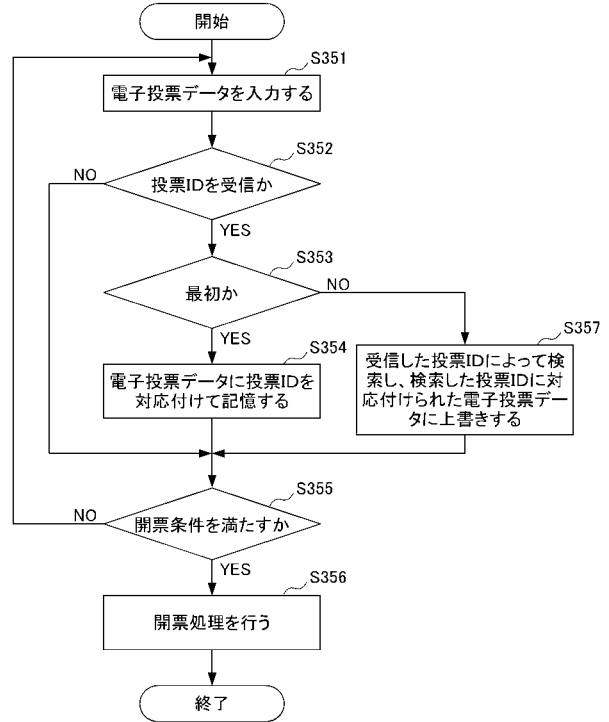 開始
S351
電子投票データを入力する
S352
投票IDを受信か
NO
YES
S353
最初か
NO
YES
S354
電子投票データに投票IDを
対応付けて記憶する
S357
受信した投票IDによって検
索し、検索した投票IDに対
応付けられた電子投票デー
タに上書きする
S355
開票条件を満たすか
NO
YES
S356
開票処理を行う
終了